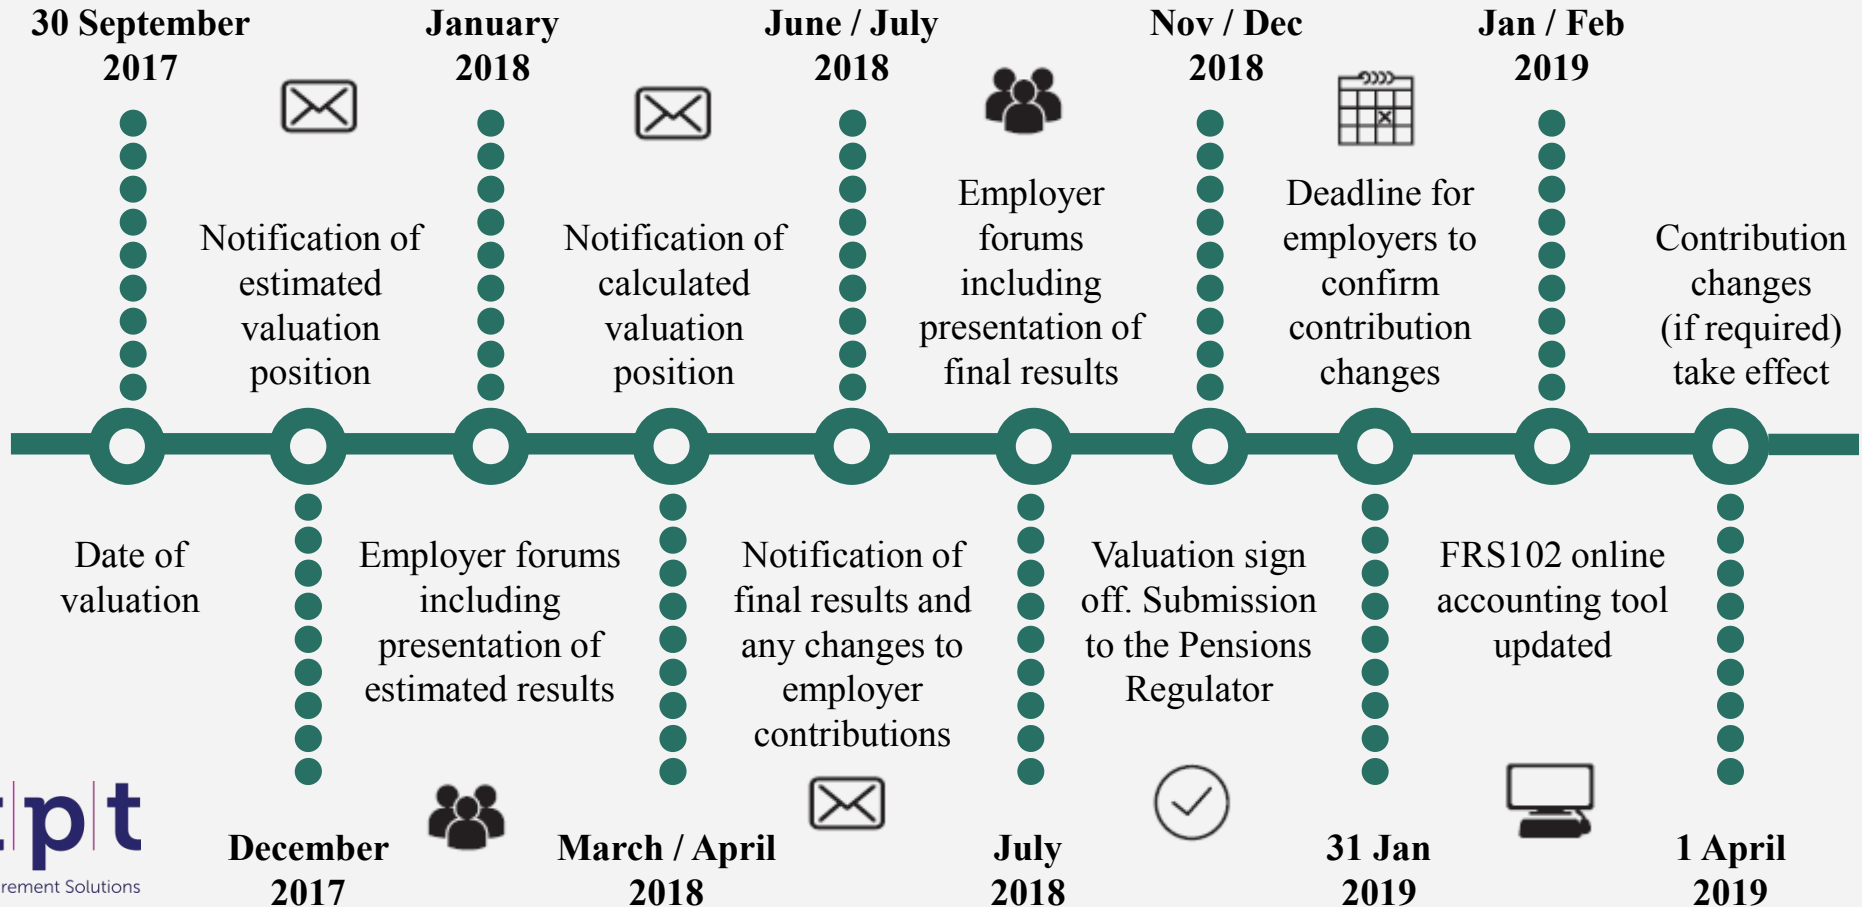 30 September
2017
January
2018
June / July
2018
Nov / Dec
2018
Jan / Feb
2019
Notification of
estimated
valuation
position
Notification of
calculated
valuation
position
Employer
forums
including
presentation of
final results
Deadline for
employers to
confirm
contribution
changes
Contribution
changes
(if required)
take effect
Date of
valuation
Employer forums
including
presentation of
estimated results
Notification of
final results and
any changes to
employer
contributions
Valuation sign
off. Submission
to the Pensions
Regulator
FRS102 online
accounting tool
updated
December
2017
March / April
2018
July
2018
31 Jan
2019
1 April
2019
t|p|t
irement Solutions